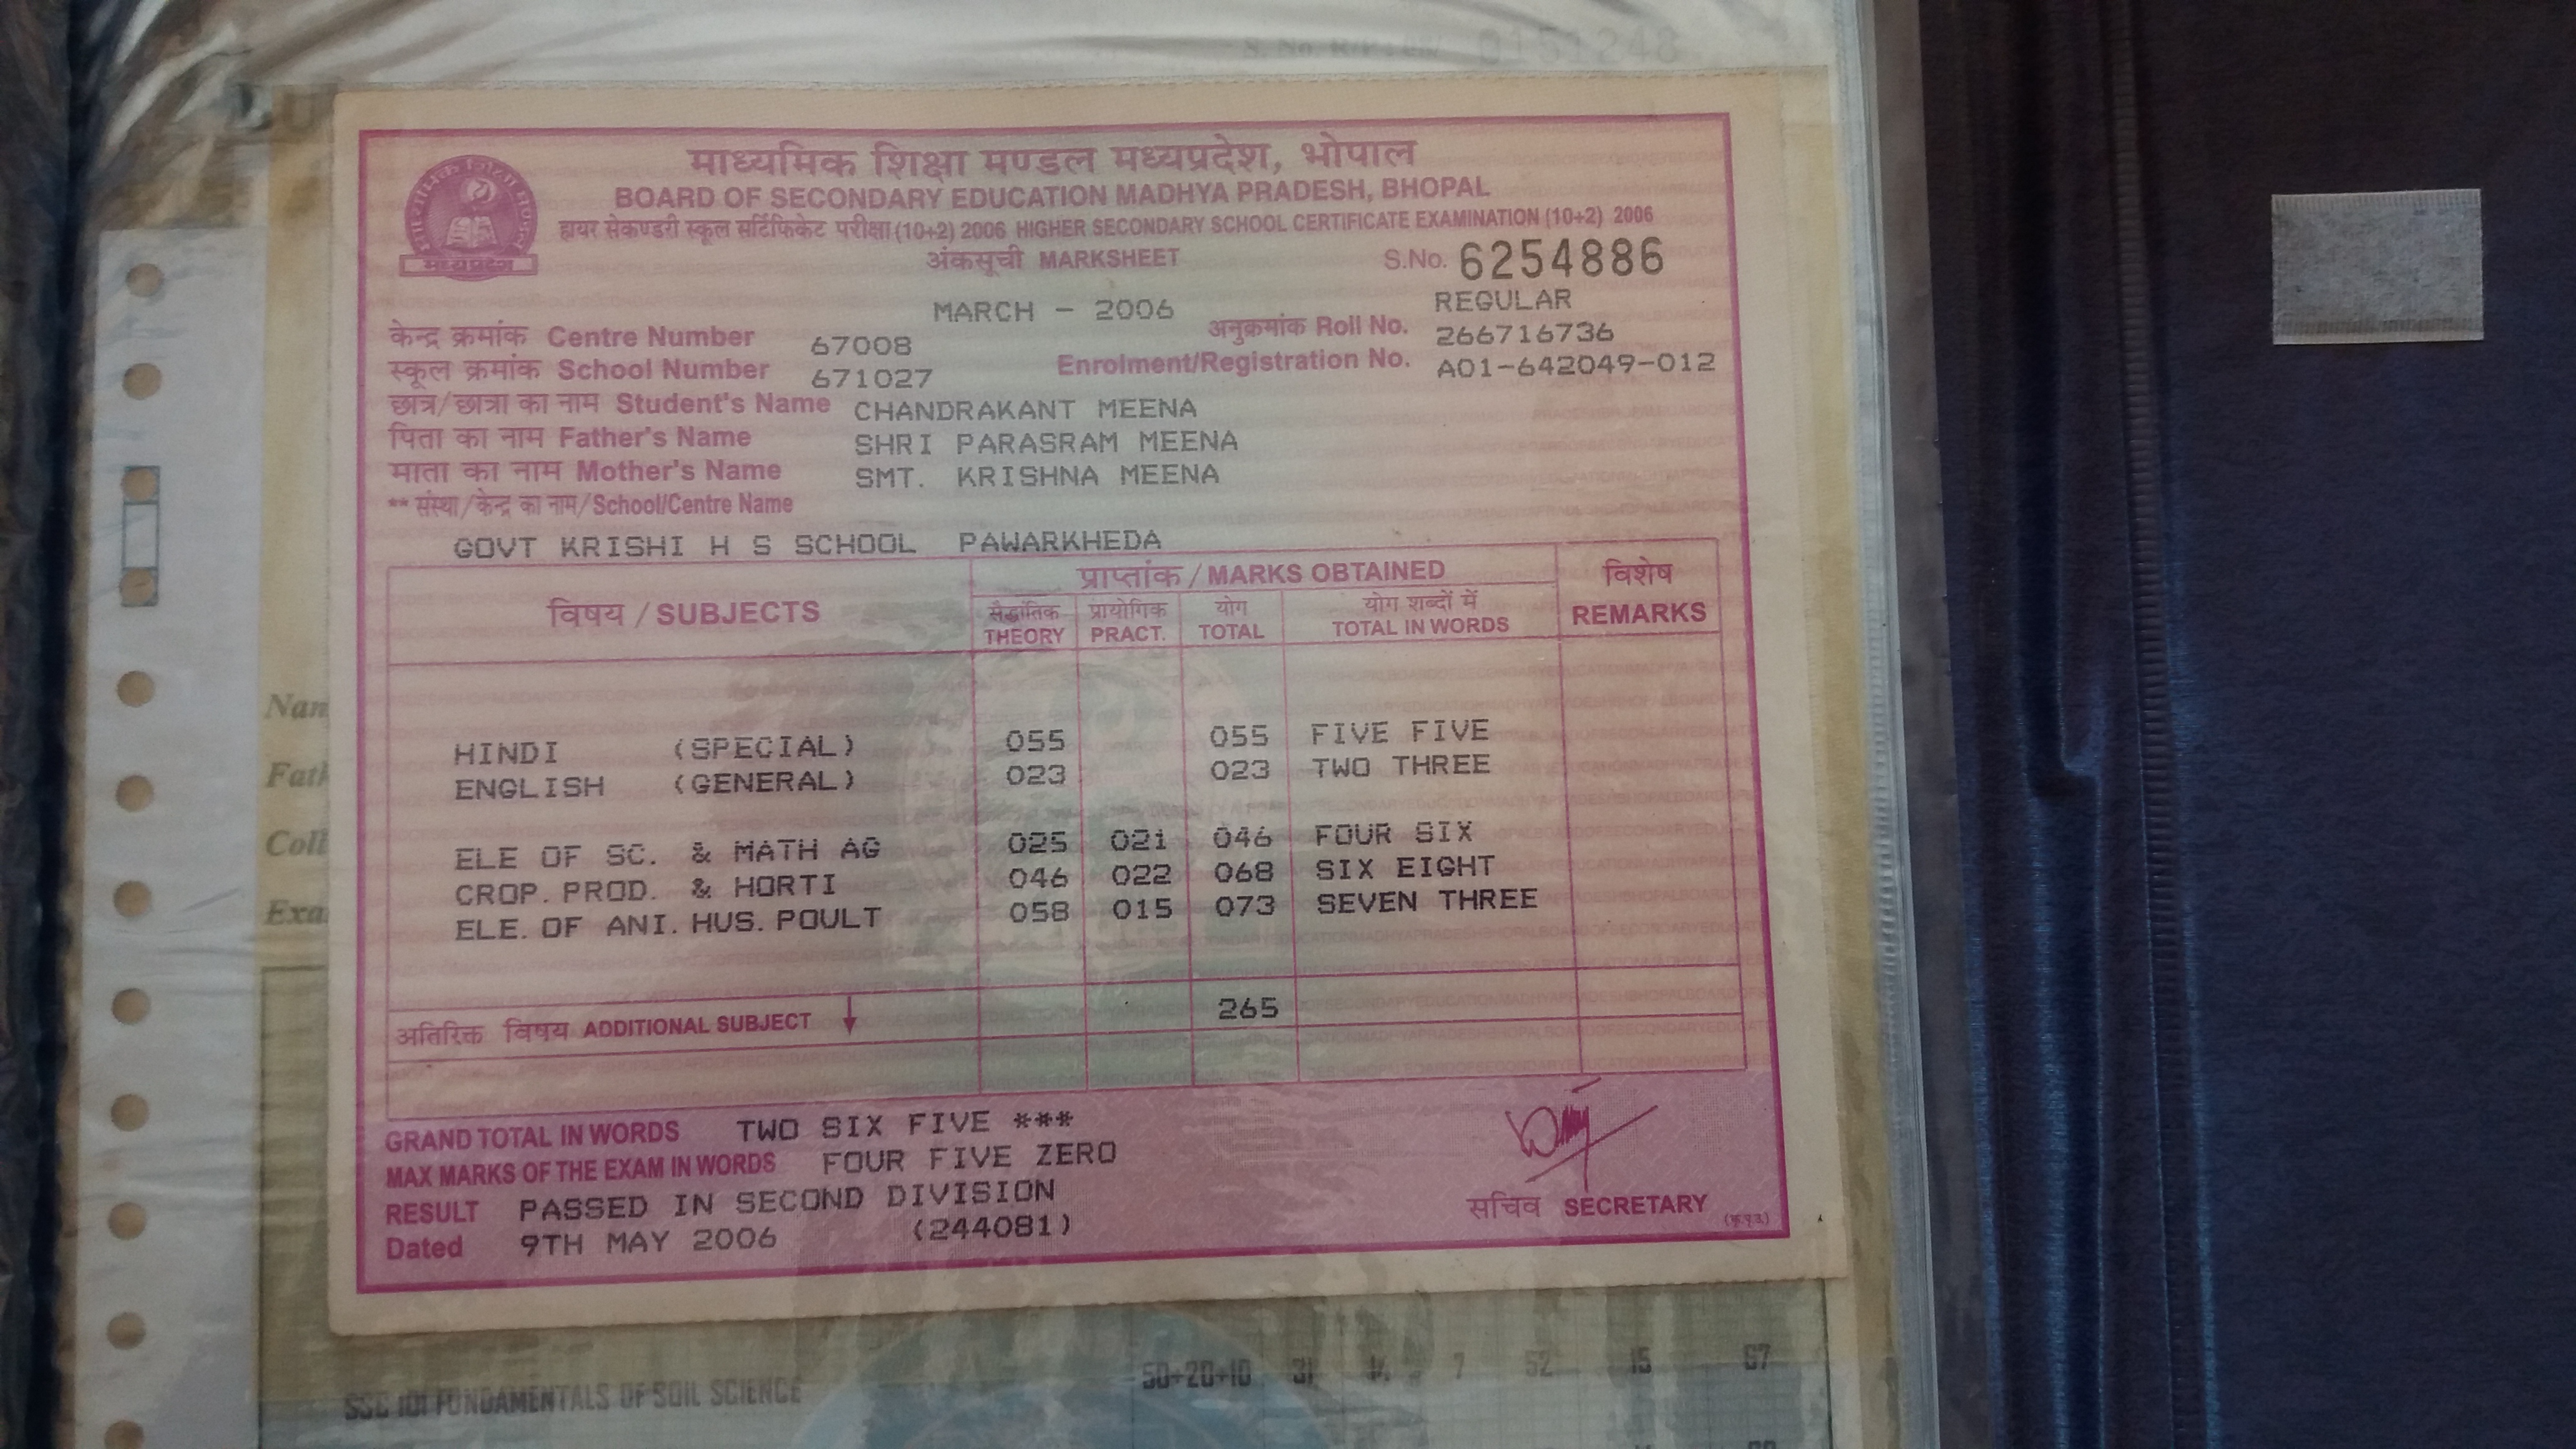 0151248
माध्यमिक शिक्षा मण्डल मध्यप्रदेश, भोपाल
BOARD OF SECONDARY EDUCATION MADHYA PRADESH, BHOPAL
हायर सेकण्डरी स्कूल सर्टिफिकेट परीक्षा (10+2) 2006 HIGHER SECONDARY SCHOOL CERTIFICATE EXAMINATION (10+2) 2006
मध्यप्रदेश
अंकसूची MARKSHEET S.No. 6254886
MARCH - 2006 REGULAR
केन्द्र क्रमांक Centre Number 67008 अनुक्रमांक Roll No. 266716736
स्कूल क्रमांक School Number 671027 Enrolment/Registration No. A01-642049-012
छात्र/छात्रा का नाम Student's Name CHANDRAKANT MEENA
पिता का नाम Father's Name SHRI PARASRAM MEENA
माता का नाम Mother's Name SMT. KRISHNA MEENA
** संस्था/केन्द्र का नाम/School/Centre Name
GOVT KRISHI H S SCHOOL PAWARKHEDA
विषय / SUBJECTS प्राप्तांक / MARKS OBTAINED विशेष REMARKS
सैद्धांतिक प्रायोगिक योग योग शब्दों में
THEORY PRACT. TOTAL TOTAL IN WORDS
HINDI (SPECIAL) 055 055 FIVE FIVE
ENGLISH (GENERAL) 023 023 TWO THREE
ELE OF SC. & MATH AG 025 021 046 FOUR SIX
CROP. PROD. & HORTI 046 022 068 SIX EIGHT
ELE. OF ANI. HUS. POULT 058 015 073 SEVEN THREE
265
अतिरिक्त विषय ADDITIONAL SUBJECT
GRAND TOTAL IN WORDS TWO SIX FIVE ***
MAX MARKS OF THE EXAM IN WORDS FOUR FIVE ZERO
RESULT PASSED IN SECOND DIVISION
Dated 9TH MAY 2006 (244081)
सचिव SECRETARY
Nam
Fath
Coll
Exa
SSC 101 FUNDAMENTALS OF SOIL SCIENCE 50+20+10 31 7 52 15 67